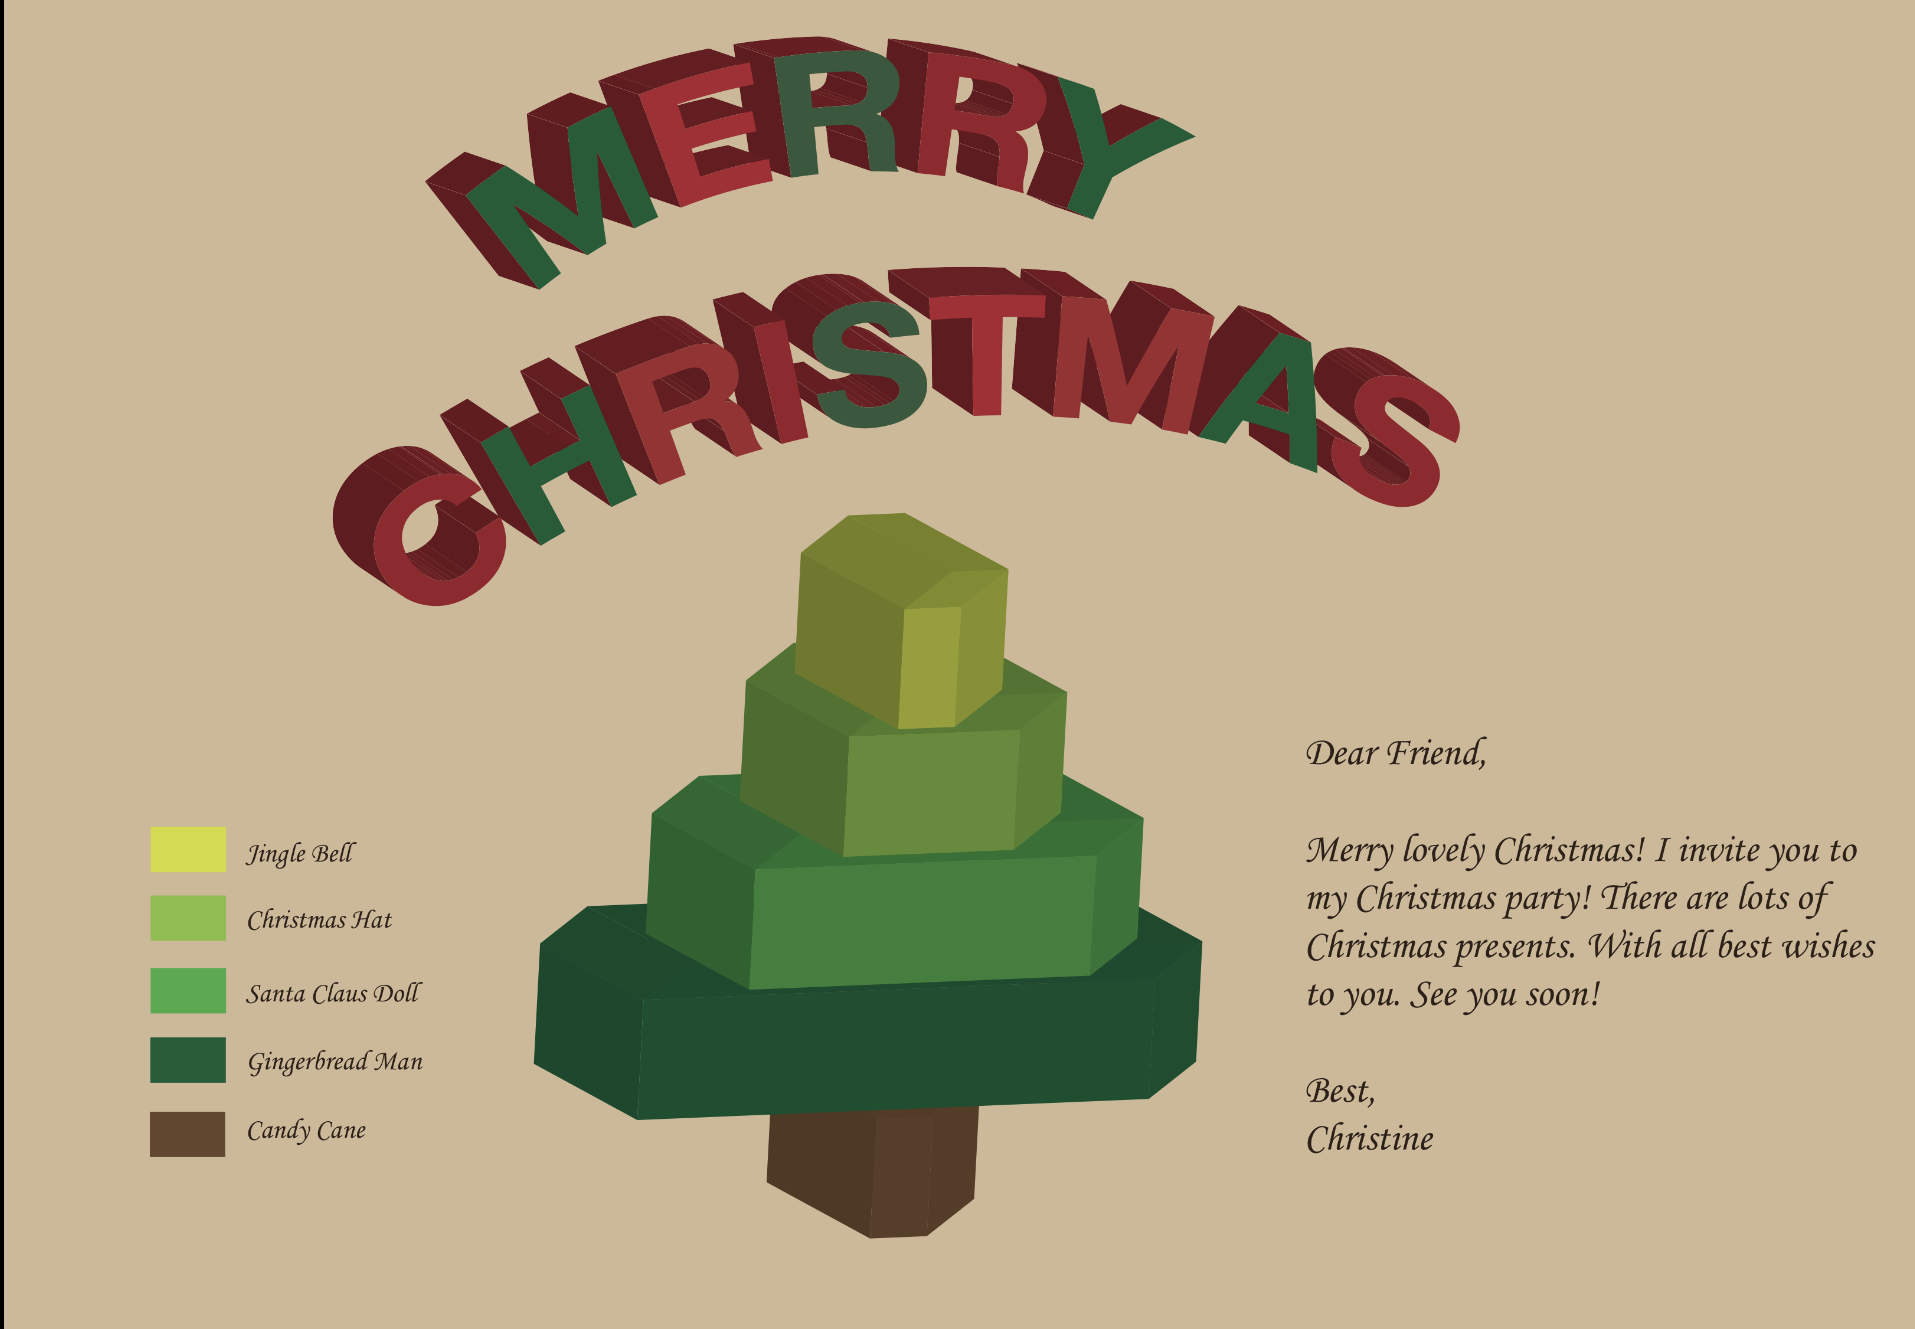 MERRY
CHRISTMAS
Jingle Bell
Christmas Hat
Santa Claus Doll
Gingerbread Man
Candy Cane
Dear Friend,
Merry lovely Christmas! I invite you to
my Christmas party! There are lots of
Christmas presents. With all best wishes
to you. See you soon!
Best,
Christine